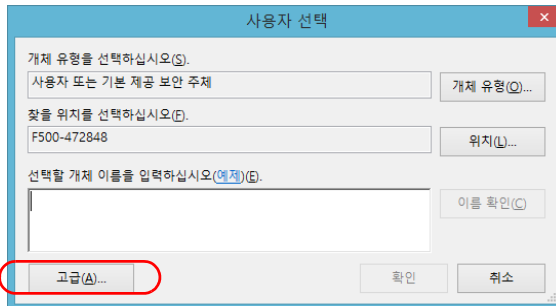 사용자 선택
개체 유형을 선택하십시오(S).
사용자 또는 기본 제공 보안 주체
개체 유형(O)...
찾을 위치를 선택하십시오(F).
F500-472848
위치(L)...
선택할 개체 이름을 입력하십시오(예제)(E).
이름 확인(C)
고급(A)...
확인
취소